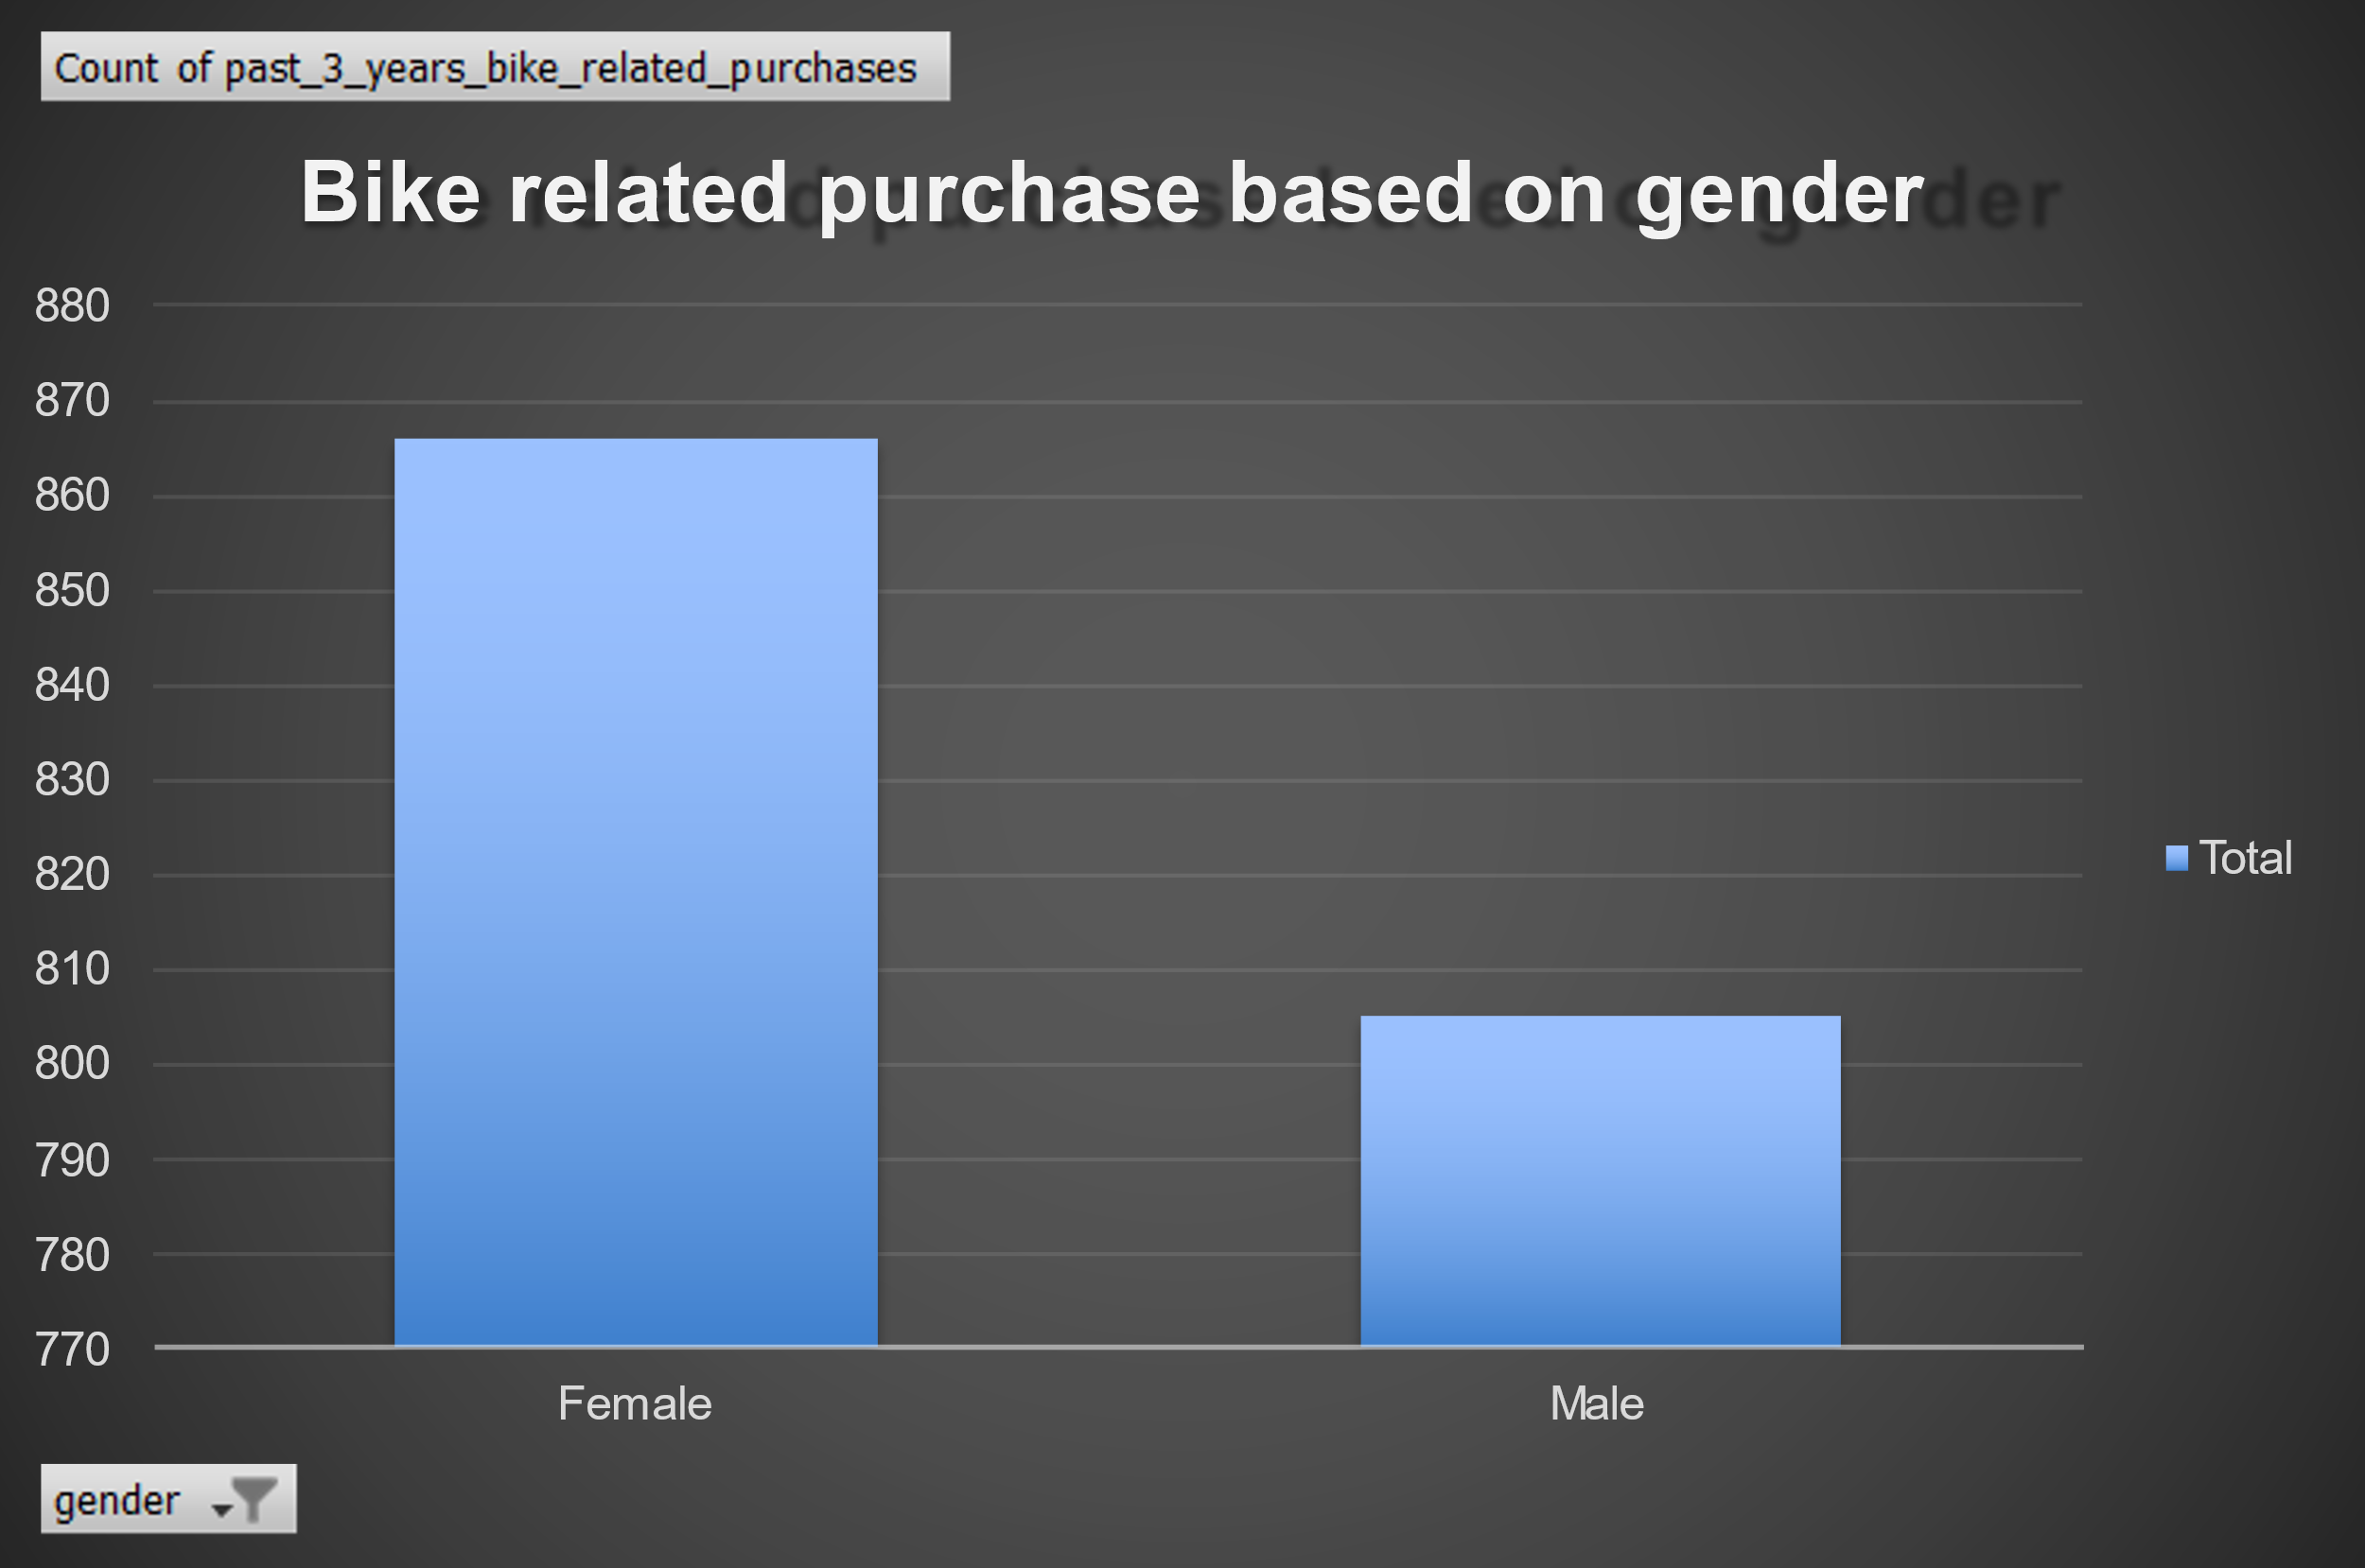 Count of past_3_years_bike_related_purchases
Bike related purchase based on gender
880
870
860
850
840
830
820
810
800
790
780
770
Total
Female Male
gender